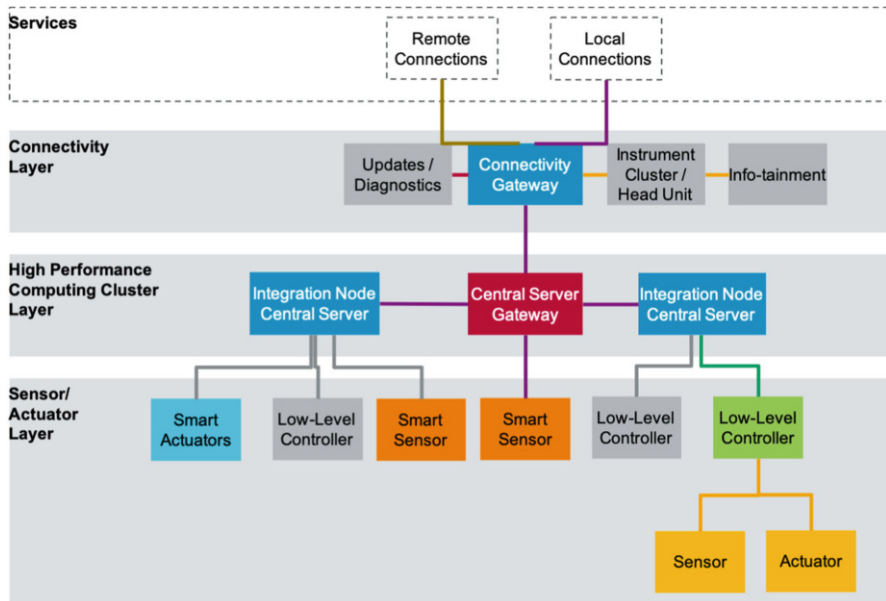 Services
Remote
Connections
Local
Connections
Connectivity
Layer
Updates /
Diagnostics
Connectivity
Gateway
Instrument
Cluster /
Head Unit
Info-tainment
High Performance
Computing Cluster
Layer
Integration Node
Central Server
Central Server
Gateway
Integration Node
Central Server
Sensor/
Actuator
Layer
Smart
Actuators
Low-Level
Controller
Smart
Sensor
Smart
Sensor
Low-Level
Controller
Low-Level
Controller
Sensor
Actuator